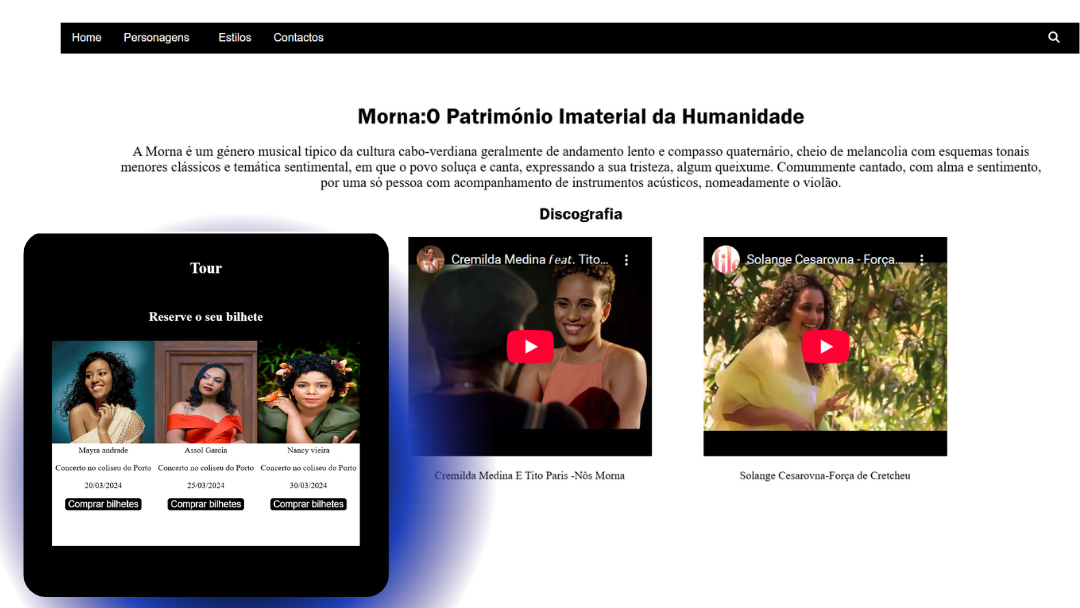 Home Personagens Estilos Contactos
Morna:O Património Imaterial da Humanidade
A Morna é um género musical típico da cultura cabo-verdiana geralmente de andamento lento e compasso quaternário, cheio de melancolia com esquemas tonais
menores clássicos e temática sentimental, em que o povo soluça e canta, expressando a sua tristeza, algum queixume. Comummente cantado, com alma e sentimento,
por uma só pessoa com acompanhamento de instrumentos acústicos, nomeadamente o violão.
Discografia
Tour
Reserve o seu bilhete
Mayra andrade
Concerto no coliseu do Porto
20/03/2024
Comprar bilhetes
Assol Garcia
Concerto no coliseu do Porto
25/03/2024
Comprar bilhetes
Nancy vieira
Concerto no coliseu do Porto
30/03/2024
Comprar bilhetes
Cremilda Medina feat. Tito...
Cremilda Medina E Tito Paris -Nôs Morna
Solange Cesarovna - Força...
Solange Cesarovna-Força de Cretcheu